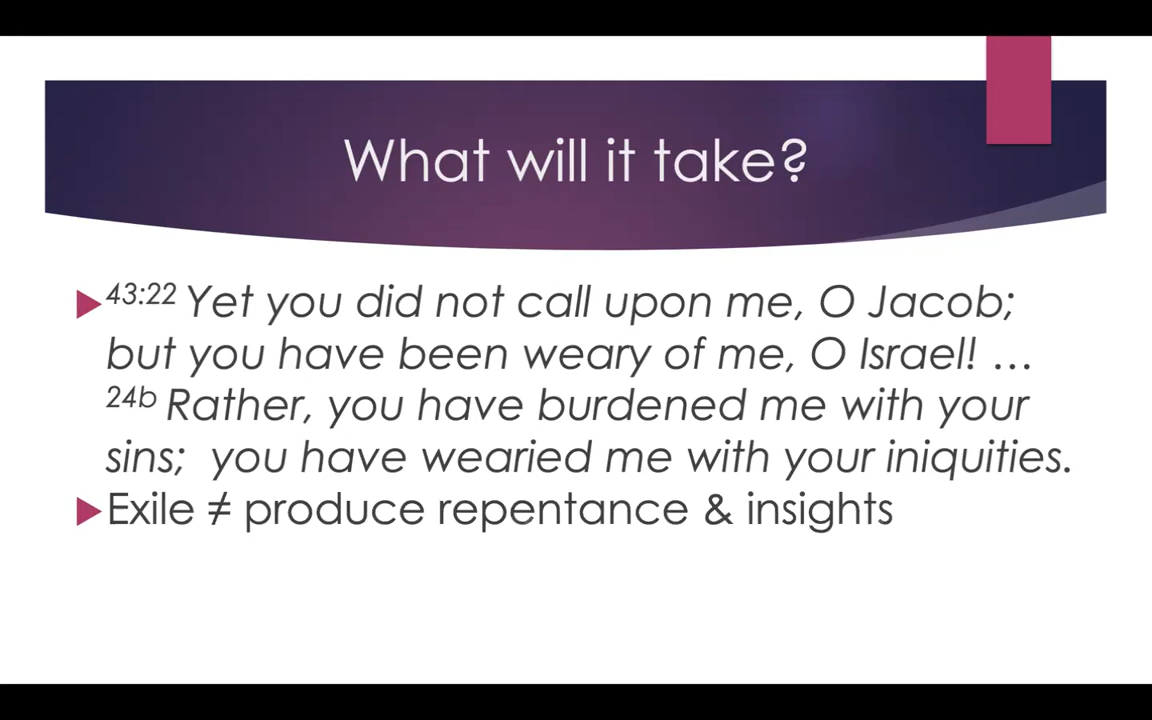 What will it take?
43:22 Yet you did not call upon me, O Jacob;
but you have been weary of me, O Israel! …
24b Rather, you have burdened me with your
sins;  you have wearied me with your iniquities.
Exile ≠ produce repentance & insights